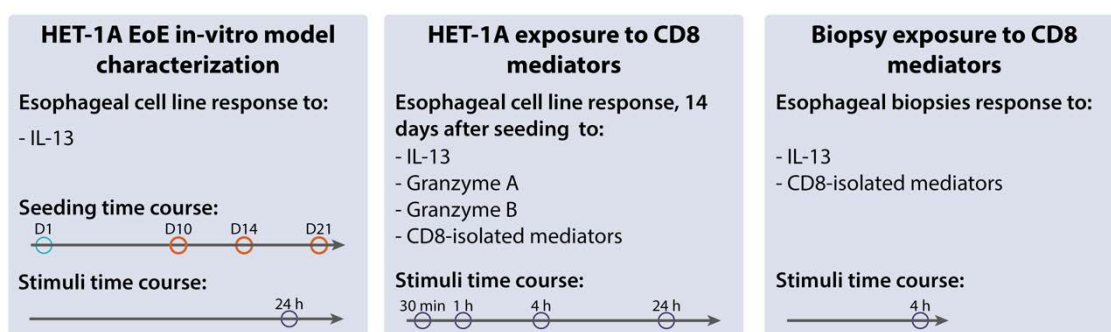 HET-1A EoE in-vitro model
characterization
Esophageal cell line response to:
- IL-13
Seeding time course:
D1 D10 D14 D21
Stimuli time course:
24 h
HET-1A exposure to CD8
mediators
Esophageal cell line response, 14
days after seeding to:
- IL-13
- Granzyme A
- Granzyme B
- CD8-isolated mediators
Stimuli time course:
30 min 1 h 4 h 24 h
Biopsy exposure to CD8
mediators
Esophageal biopsies response to:
- IL-13
- CD8-isolated mediators
Stimuli time course:
4 h